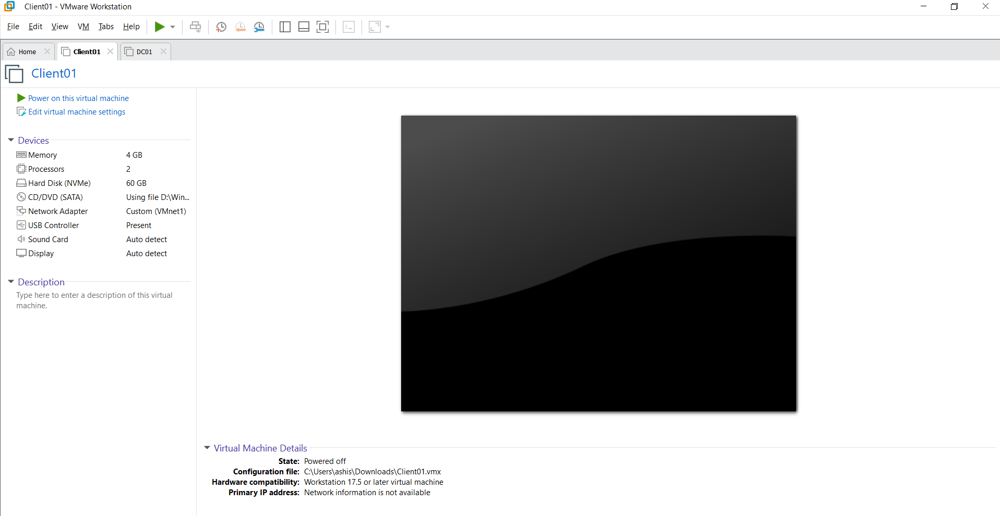 Client01 - VMware Workstation
File Edit View VM Tabs Help
Home Client01 DC01
Client01
Power on this virtual machine
Edit virtual machine settings
Devices
Memory 4 GB
Processors 2
Hard Disk (NVMe) 60 GB
CD/DVD (SATA) Using file D:\Win...
Network Adapter Custom (VMnet1)
USB Controller Present
Sound Card Auto detect
Display Auto detect
Description
Type here to enter a description of this virtual
machine.
Virtual Machine Details
State: Powered off
Configuration file: C:\Users\ashis\Downloads\Client01.vmx
Hardware compatibility: Workstation 17.5 or later virtual machine
Primary IP address: Network information is not available